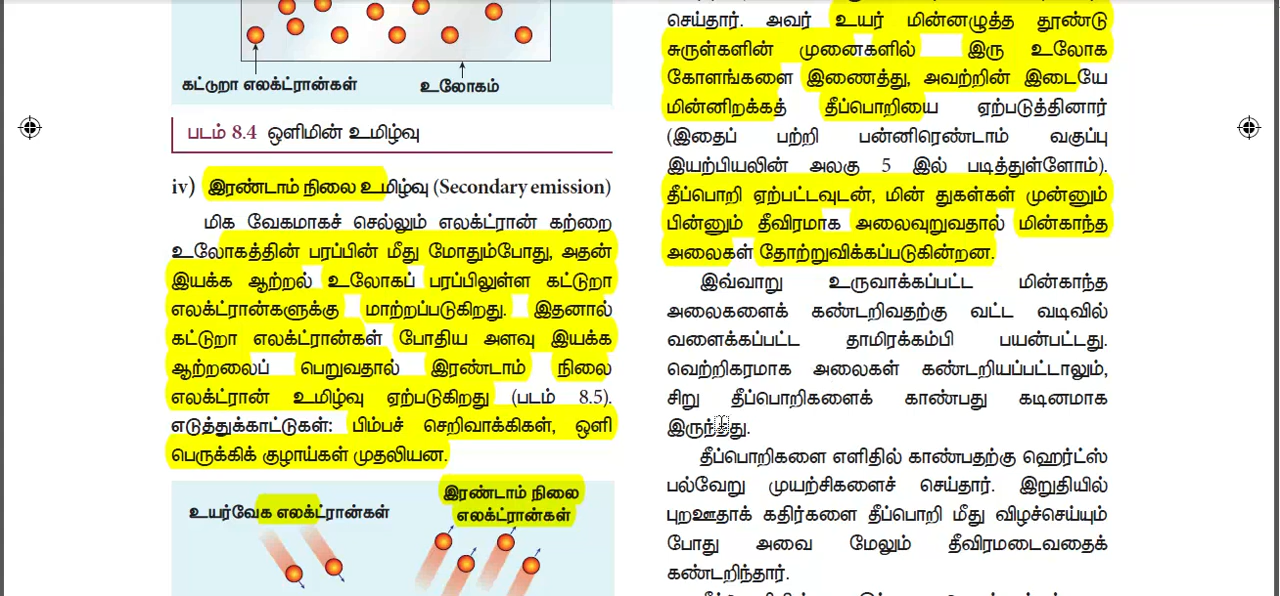 கட்டுறா எலக்ட்ரான்கள்
உலோகம்
படம் 8.4 ஒளிமின் உமிழ்வு
iv) இரண்டாம் நிலை உமிழ்வு (Secondary emission)
மிக வேகமாகச் செல்லும் எலக்ட்ரான் கற்றை
உலோகத்தின் பரப்பின் மீது மோதும்போது, அதன்
இயக்க ஆற்றல் உலோகப் பரப்பிலுள்ள கட்டுறா
எலக்ட்ரான்களுக்கு மாற்றப்படுகிறது. இதனால்
கட்டுறா எலக்ட்ரான்கள் போதிய அளவு இயக்க
ஆற்றலைப் பெறுவதால் இரண்டாம் நிலை
எலக்ட்ரான் உமிழ்வு ஏற்படுகிறது (படம் 8.5).
எடுத்துக்காட்டுகள்: பிம்பச் செறிவாக்கிகள், ஒளி
பெருக்கிக் குழாய்கள் முதலியன.
உயர்வேக எலக்ட்ரான்கள்
இரண்டாம் நிலை
எலக்ட்ரான்கள்
செய்தார். அவர் உயர் மின்னழுத்த தூண்டு
சுருள்களின் முனைகளில் இரு உலோக
கோளங்களை இணைத்து, அவற்றின் இடையே
மின்னிறக்கத் தீப்பொறியை ஏற்படுத்தினார்
(இதைப் பற்றி பன்னிரெண்டாம் வகுப்பு
இயற்பியலின் அலகு 5 இல் படித்துள்ளோம்).
தீப்பொறி ஏற்பட்டவுடன், மின் துகள்கள் முன்னும்
பின்னும் தீவிரமாக அலைவுறுவதால் மின்காந்த
அலைகள் தோற்றுவிக்கப்படுகின்றன.
இவ்வாறு உருவாக்கப்பட்ட மின்காந்த
அலைகளைக் கண்டறிவதற்கு வட்ட வடிவில்
வளைக்கப்பட்ட தாமிரக்கம்பி பயன்பட்டது.
வெற்றிகரமாக அலைகள் கண்டறியப்பட்டாலும்,
சிறு தீப்பொறிகளைக் காண்பது கடினமாக
இருந்தது.
தீப்பொறிகளை எளிதில் காண்பதற்கு ஹெர்ட்ஸ்
பல்வேறு முயற்சிகளைச் செய்தார். இறுதியில்
புறஊதாக் கதிர்களை தீப்பொறி மீது விழச்செய்யும்
போது அவை மேலும் தீவிரமடைவதைக்
கண்டறிந்தார்.